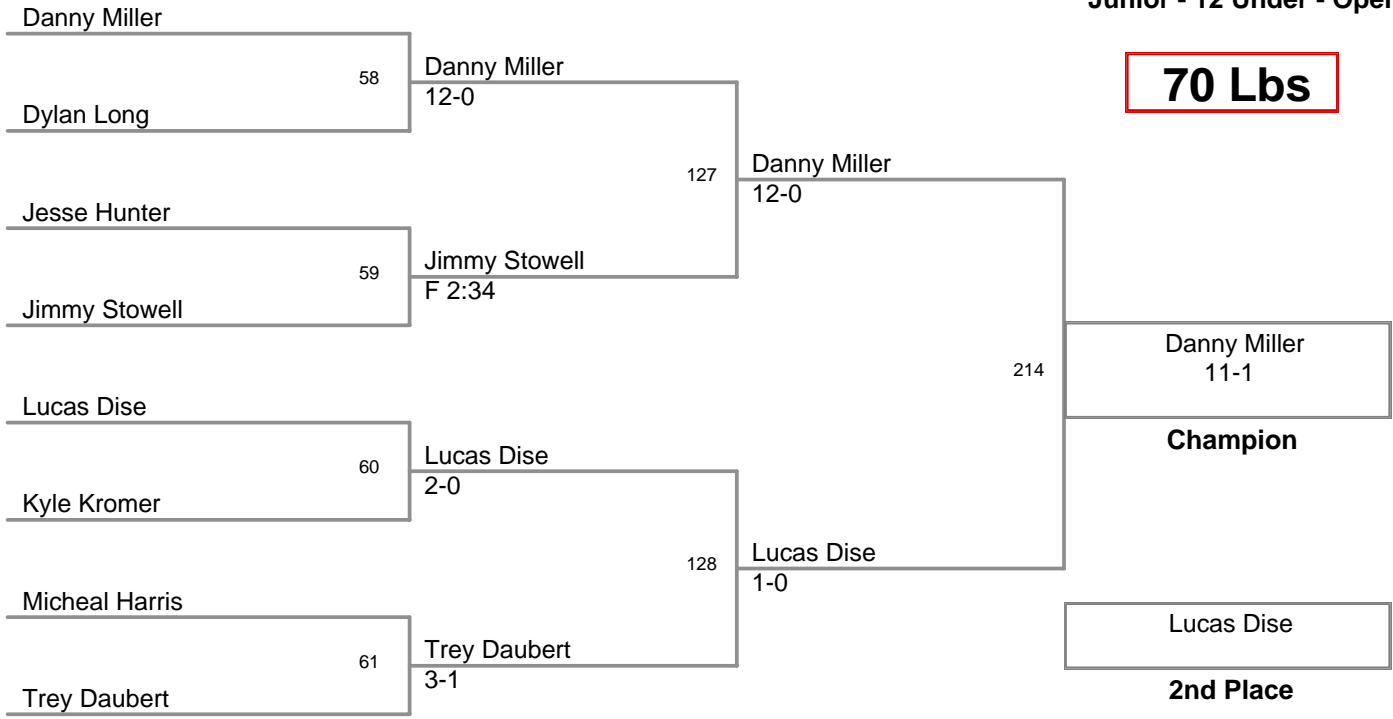 Junior - 12 Under -
70 Lbs
Danny Miller
58
Dylan Long
Danny Miller
12-0
Jesse Hunter
59
Jimmy Stowell
Jimmy Stowell
F 2:34
127
Danny Miller
12-0
Lucas Dise
60
Kyle Kromer
Lucas Dise
2-0
Micheal Harris
61
Trey Daubert
Trey Daubert
3-1
128
Lucas Dise
1-0
214
Danny Miller
11-1
Champion
Lucas Dise
2nd Place